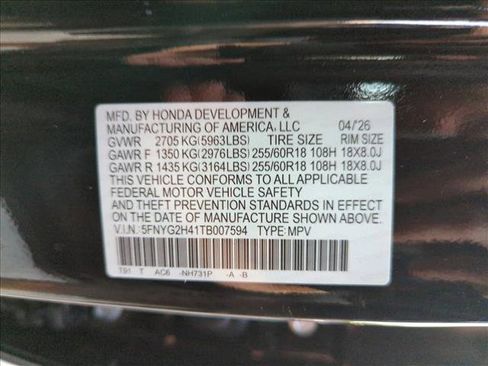 MFD. BY HONDA DEVELOPMENT &
MANUFACTURING OF AMERICA, LLC 04/'26
GVWR 2705 KG(5963LBS) TIRE SIZE RIM SIZE
GAWR F 1350 KG(2976LBS) 255/60R18 108H 18X8.0J
GAWR R 1435 KG(3164LBS) 255/60R18 108H 18X8.0J
THIS VEHICLE CONFORMS TO ALL APPLICABLE
FEDERAL MOTOR VEHICLE SAFETY
AND THEFT PREVENTION STANDARDS IN EFFECT
ON THE DATE OF MANUFACTURE SHOWN ABOVE.
V.I.N.: 5FNYG2H41TB007594 TYPE: MPV
T91 T AC6 -NH731P -A -B